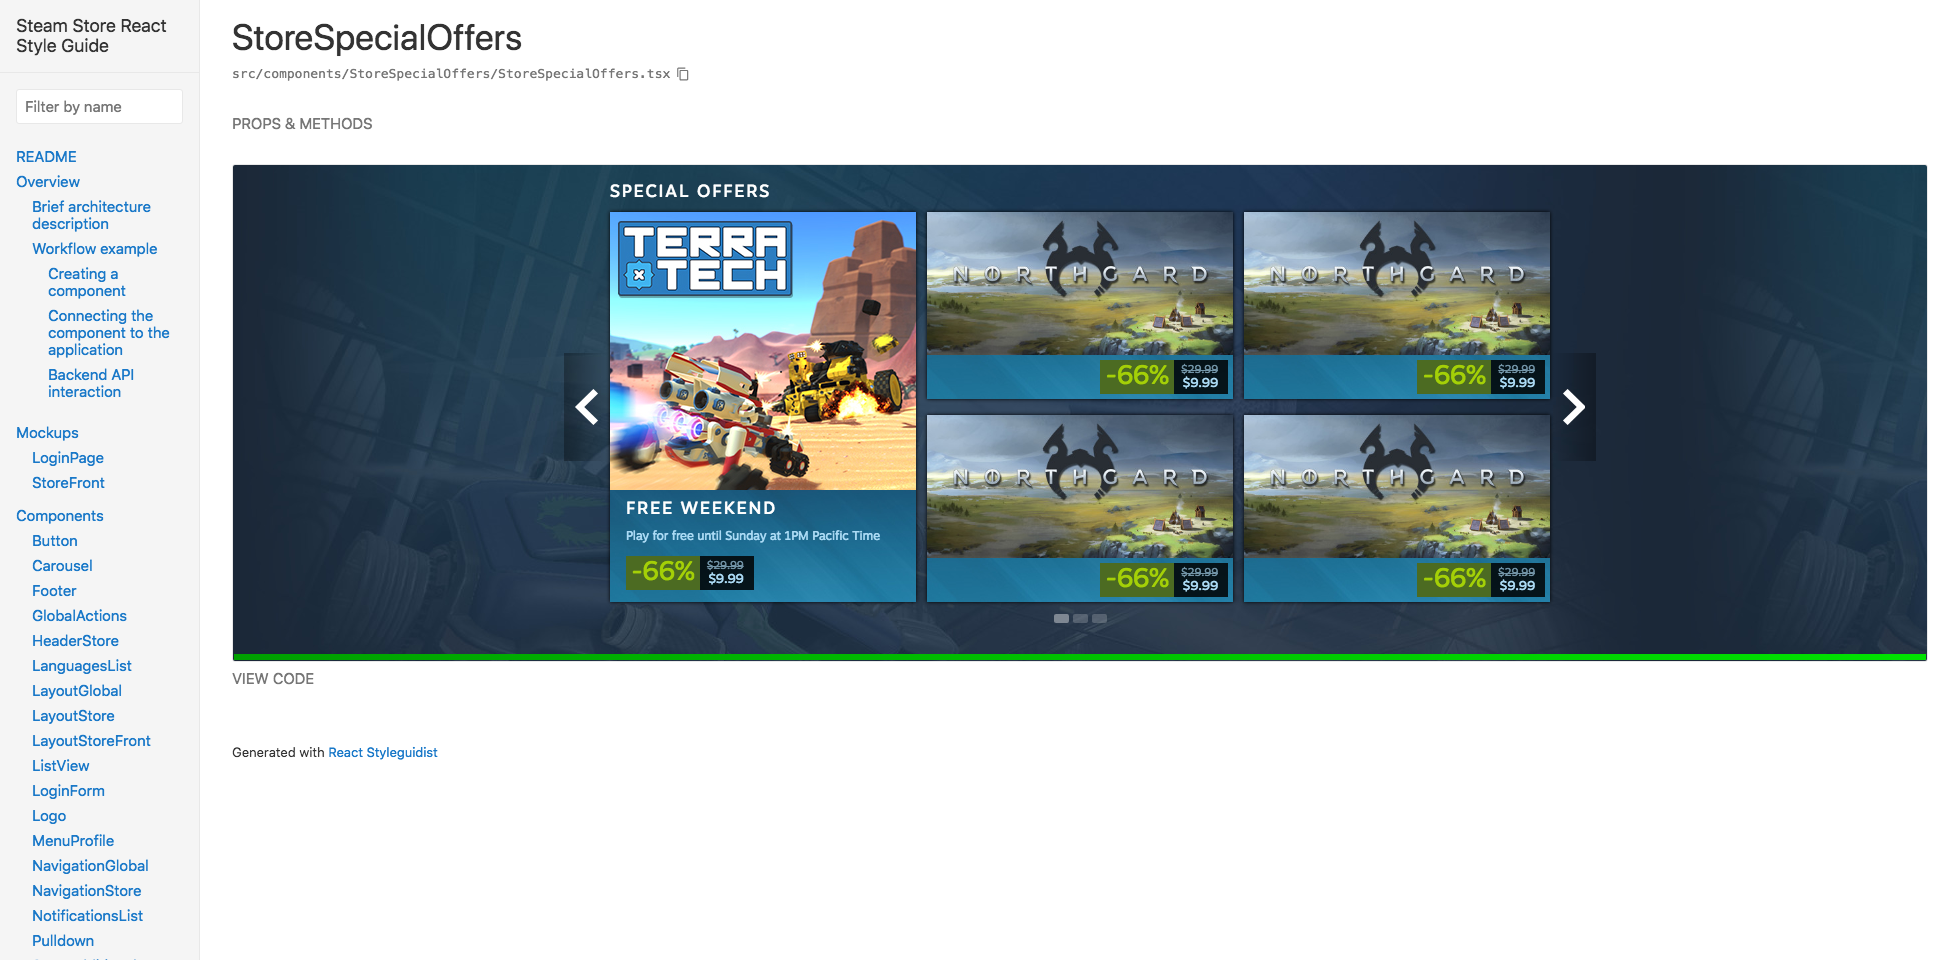 Steam Store React
Style Guide
Filter by name
README
Overview
Brief architecture
description
Workflow example
Creating a
component
Connecting the
component to the
application
Backend API
interaction
Mockups
LoginPage
StoreFront
Components
Button
Carousel
Footer
GlobalActions
HeaderStore
LanguagesList
LayoutGlobal
LayoutStore
LayoutStoreFront
ListView
LoginForm
Logo
MenuProfile
NavigationGlobal
NavigationStore
NotificationsList
Pulldown
StoreSpecialOffers
src/components/StoreSpecialOffers/StoreSpecialOffers.tsx
PROPS & METHODS
SPECIAL OFFERS
TERRA
TECH
FREE WEEKEND
Play for free until Sunday at 1PM Pacific Time
-66%
$29.99
$9.99
NORTHGARD
-66%
$29.99
$9.99
NORTHGARD
-66%
$29.99
$9.99
NORTHGARD
-66%
$29.99
$9.99
NORTHGARD
-66%
$29.99
$9.99
VIEW CODE
Generated with React Styleguidist